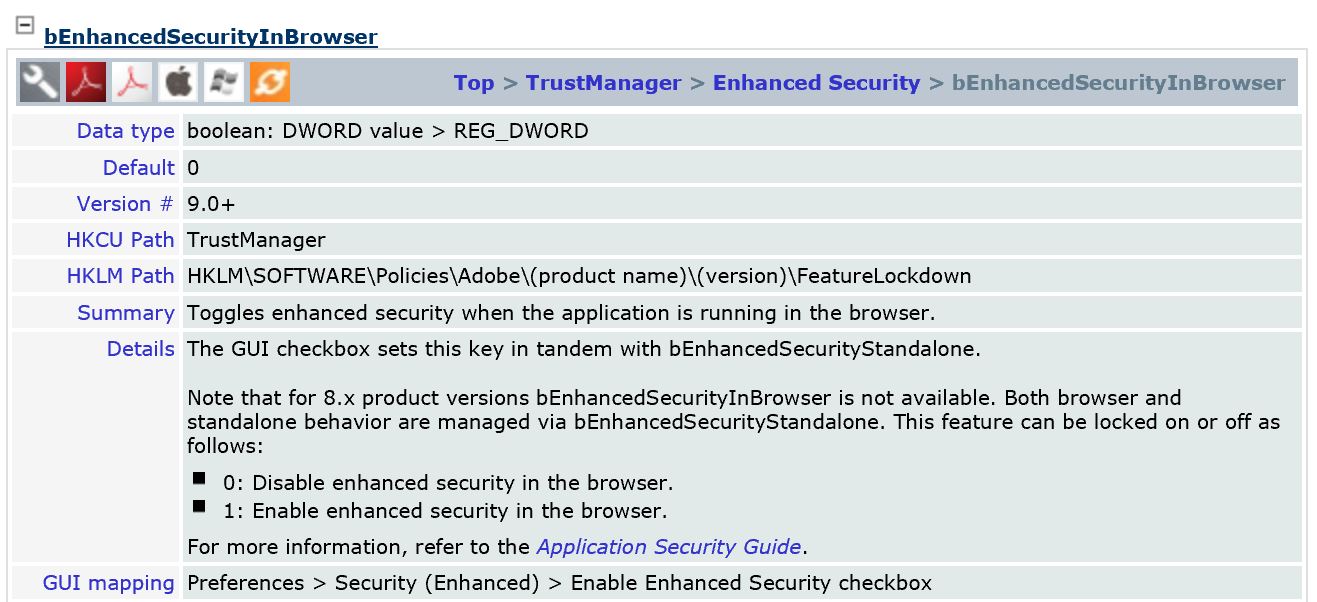 bEnhancedSecurityInBrowser
Top > TrustManager > Enhanced Security > bEnhancedSecurityInBrowser
Data type boolean: DWORD value > REG_DWORD
Default 0
Version # 9.0+
HKCU Path TrustManager
HKLM Path HKLM\SOFTWARE\Policies\Adobe\(product name)\(version)\FeatureLockdown
Summary Toggles enhanced security when the application is running in the browser.
Details The GUI checkbox sets this key in tandem with bEnhancedSecurityStandalone.
Note that for 8.x product versions bEnhancedSecurityInBrowser is not available. Both browser and
standalone behavior are managed via bEnhancedSecurityStandalone. This feature can be locked on or off as
follows:
■ 0: Disable enhanced security in the browser.
■ 1: Enable enhanced security in the browser.
For more information, refer to the Application Security Guide.
GUI mapping Preferences > Security (Enhanced) > Enable Enhanced Security checkbox